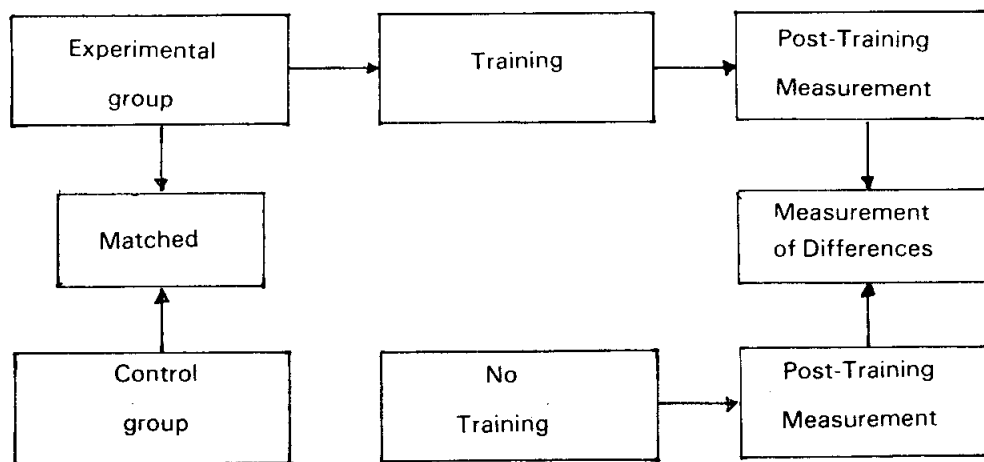 Experimental
group
Training
Post-Training
Measurement
Matched
Measurement
of Differences
Control
group
No
Training
Post-Training
Measurement